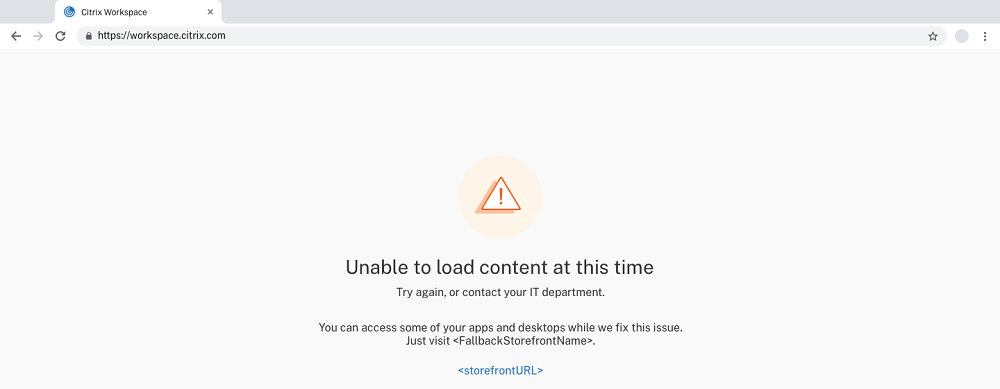 Citrix Workspace
https://workspace.citrix.com
Unable to load content at this time
Try again, or contact your IT department.
You can access some of your apps and desktops while we fix this issue.
Just visit <FallbackStorefrontName>.
<storefrontURL>